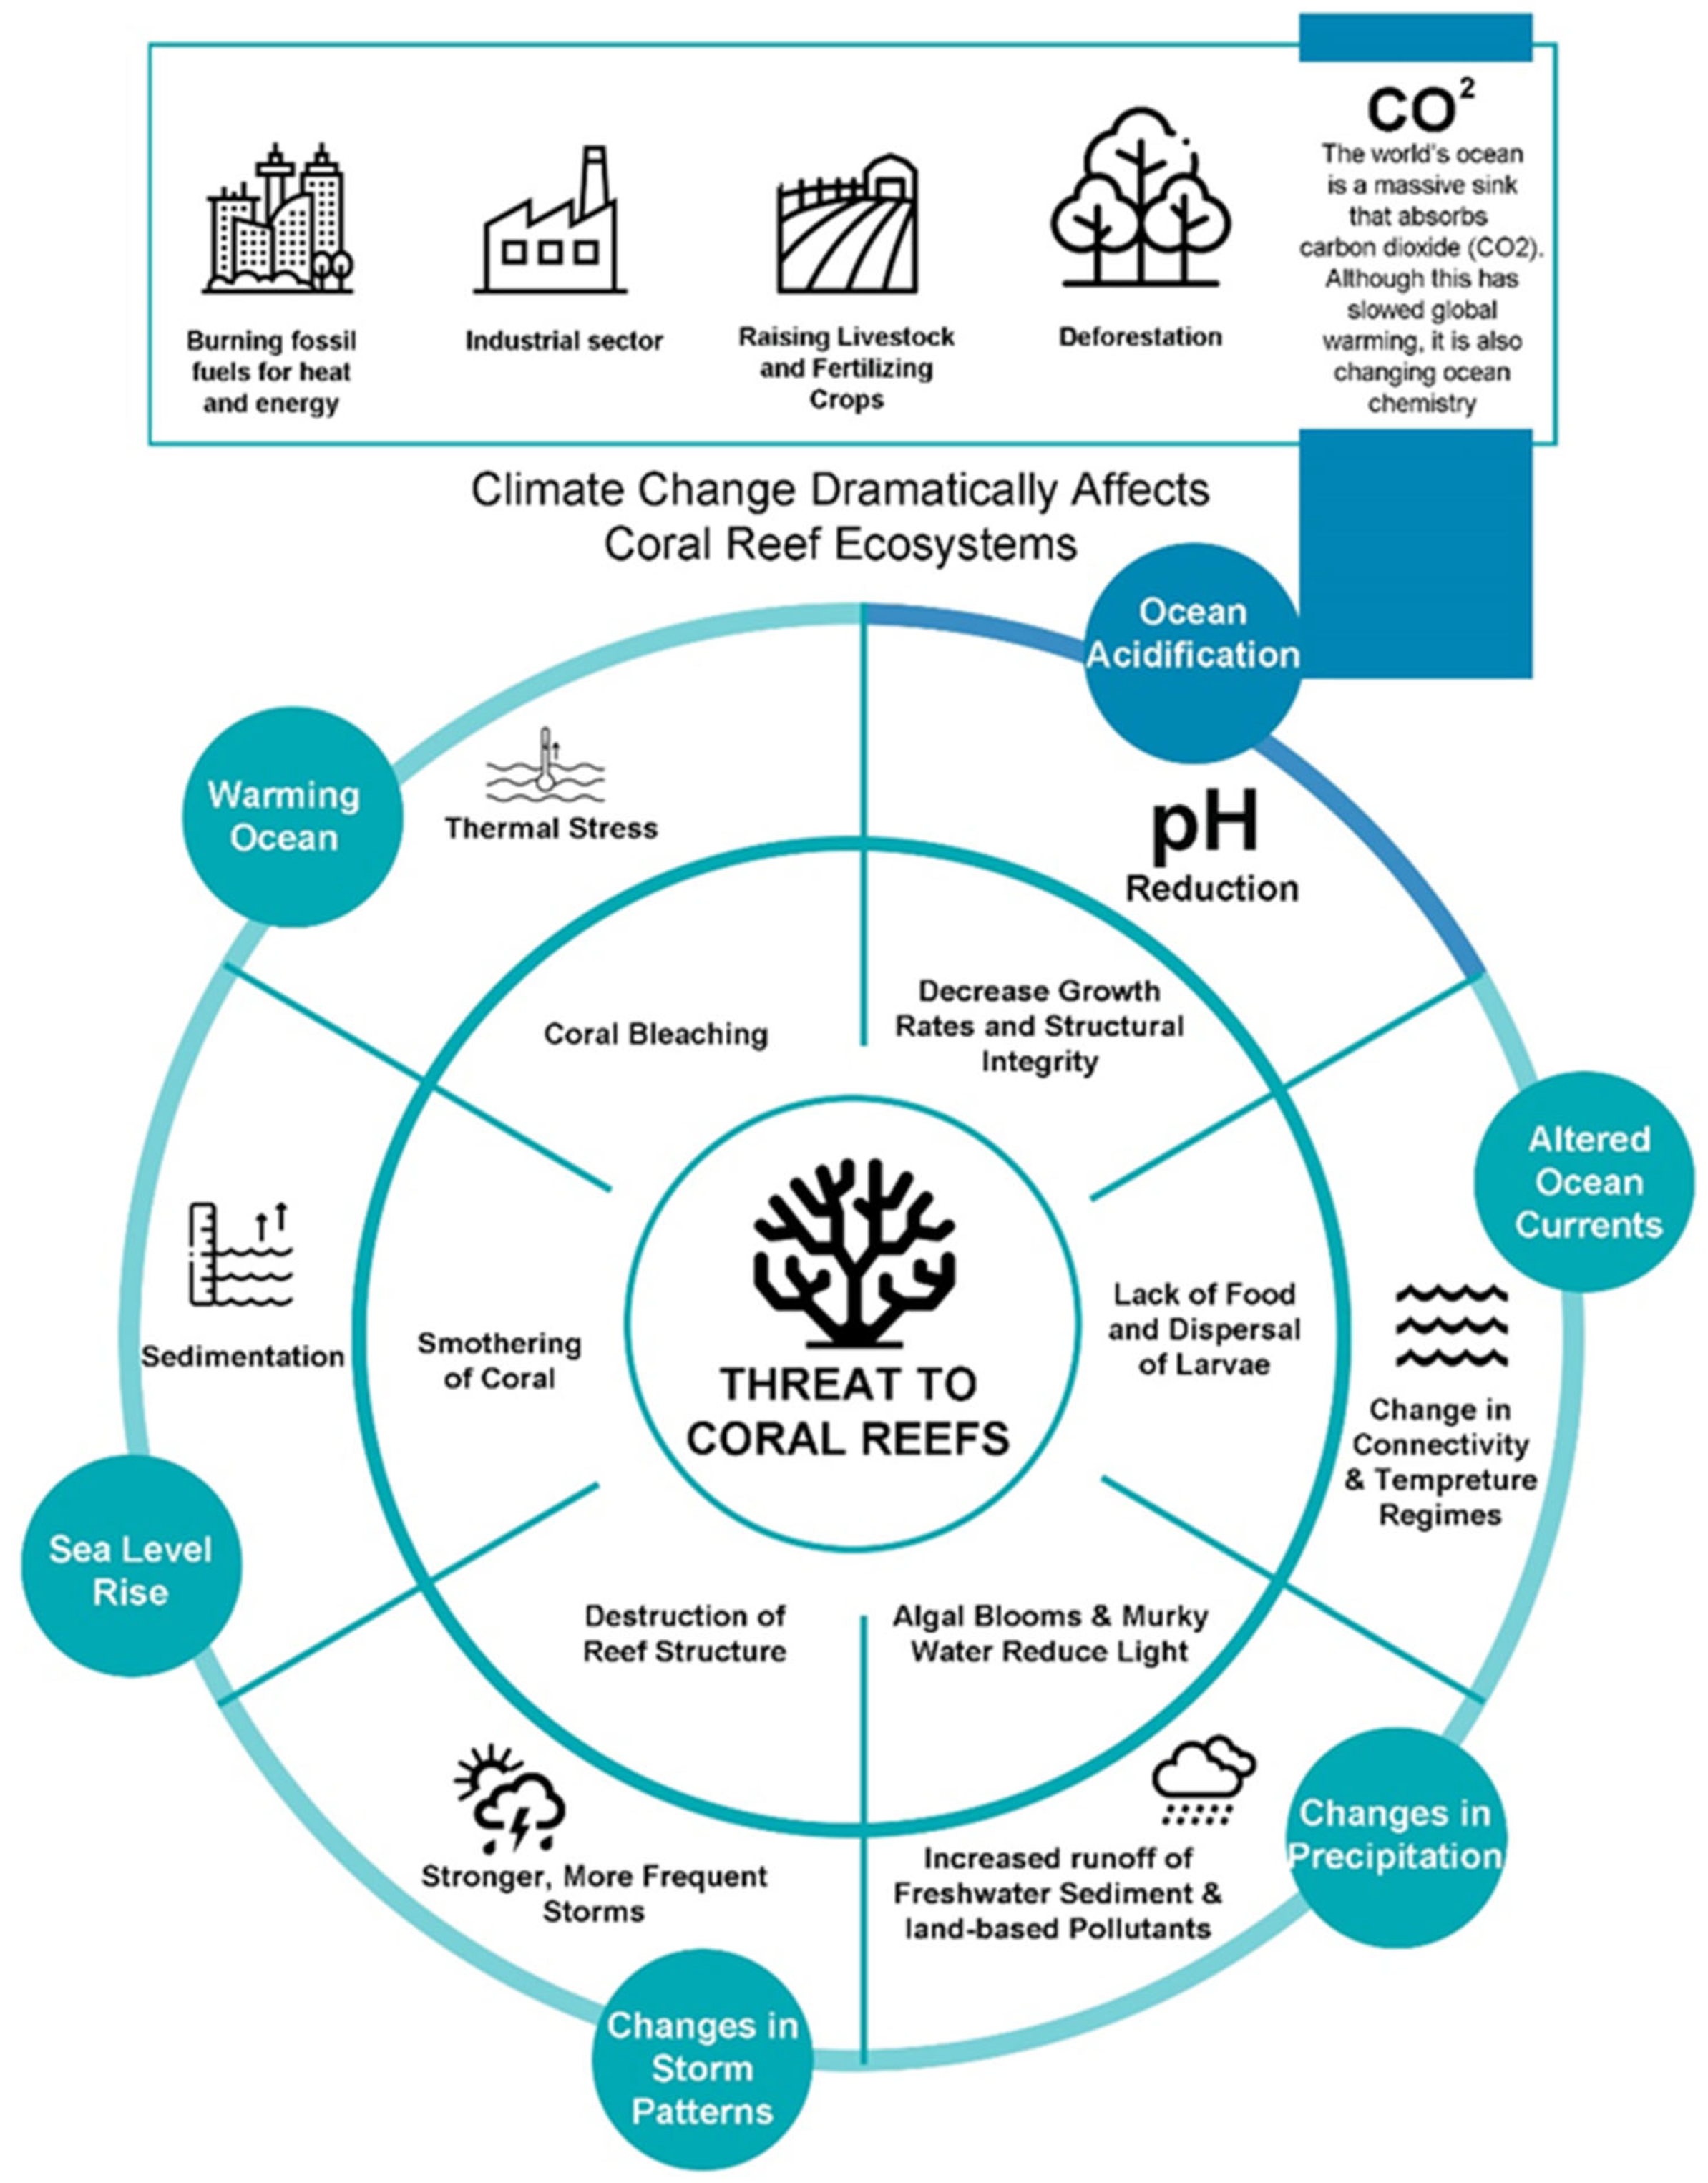 Burning fossil
fuels for heat
and energy
Industrial sector
Raising Livestock
and Fertilizing
Crops
Deforestation
CO²
The world's ocean
is a massive sink
that absorbs
carbon dioxide (CO2).
Although this has
slowed global
warming, it is also
changing ocean
chemistry
Climate Change Dramatically Affects
Coral Reef Ecosystems
Ocean
Acidification
pH
Reduction
Decrease Growth
Rates and Structural
Integrity
Altered
Ocean
Currents
Change in
Connectivity
& Tempreture
Regimes
Lack of Food
and Dispersal
of Larvae
Changes in
Precipitation
Increased runoff of
Freshwater Sediment &
land-based Pollutants
Algal Blooms & Murky
Water Reduce Light
Changes in
Storm
Patterns
Stronger, More Frequent
Storms
Destruction of
Reef Structure
Sea Level
Rise
Sedimentation
Smothering
of Coral
Warming
Ocean
Thermal Stress
Coral Bleaching
THREAT TO
CORAL REEFS